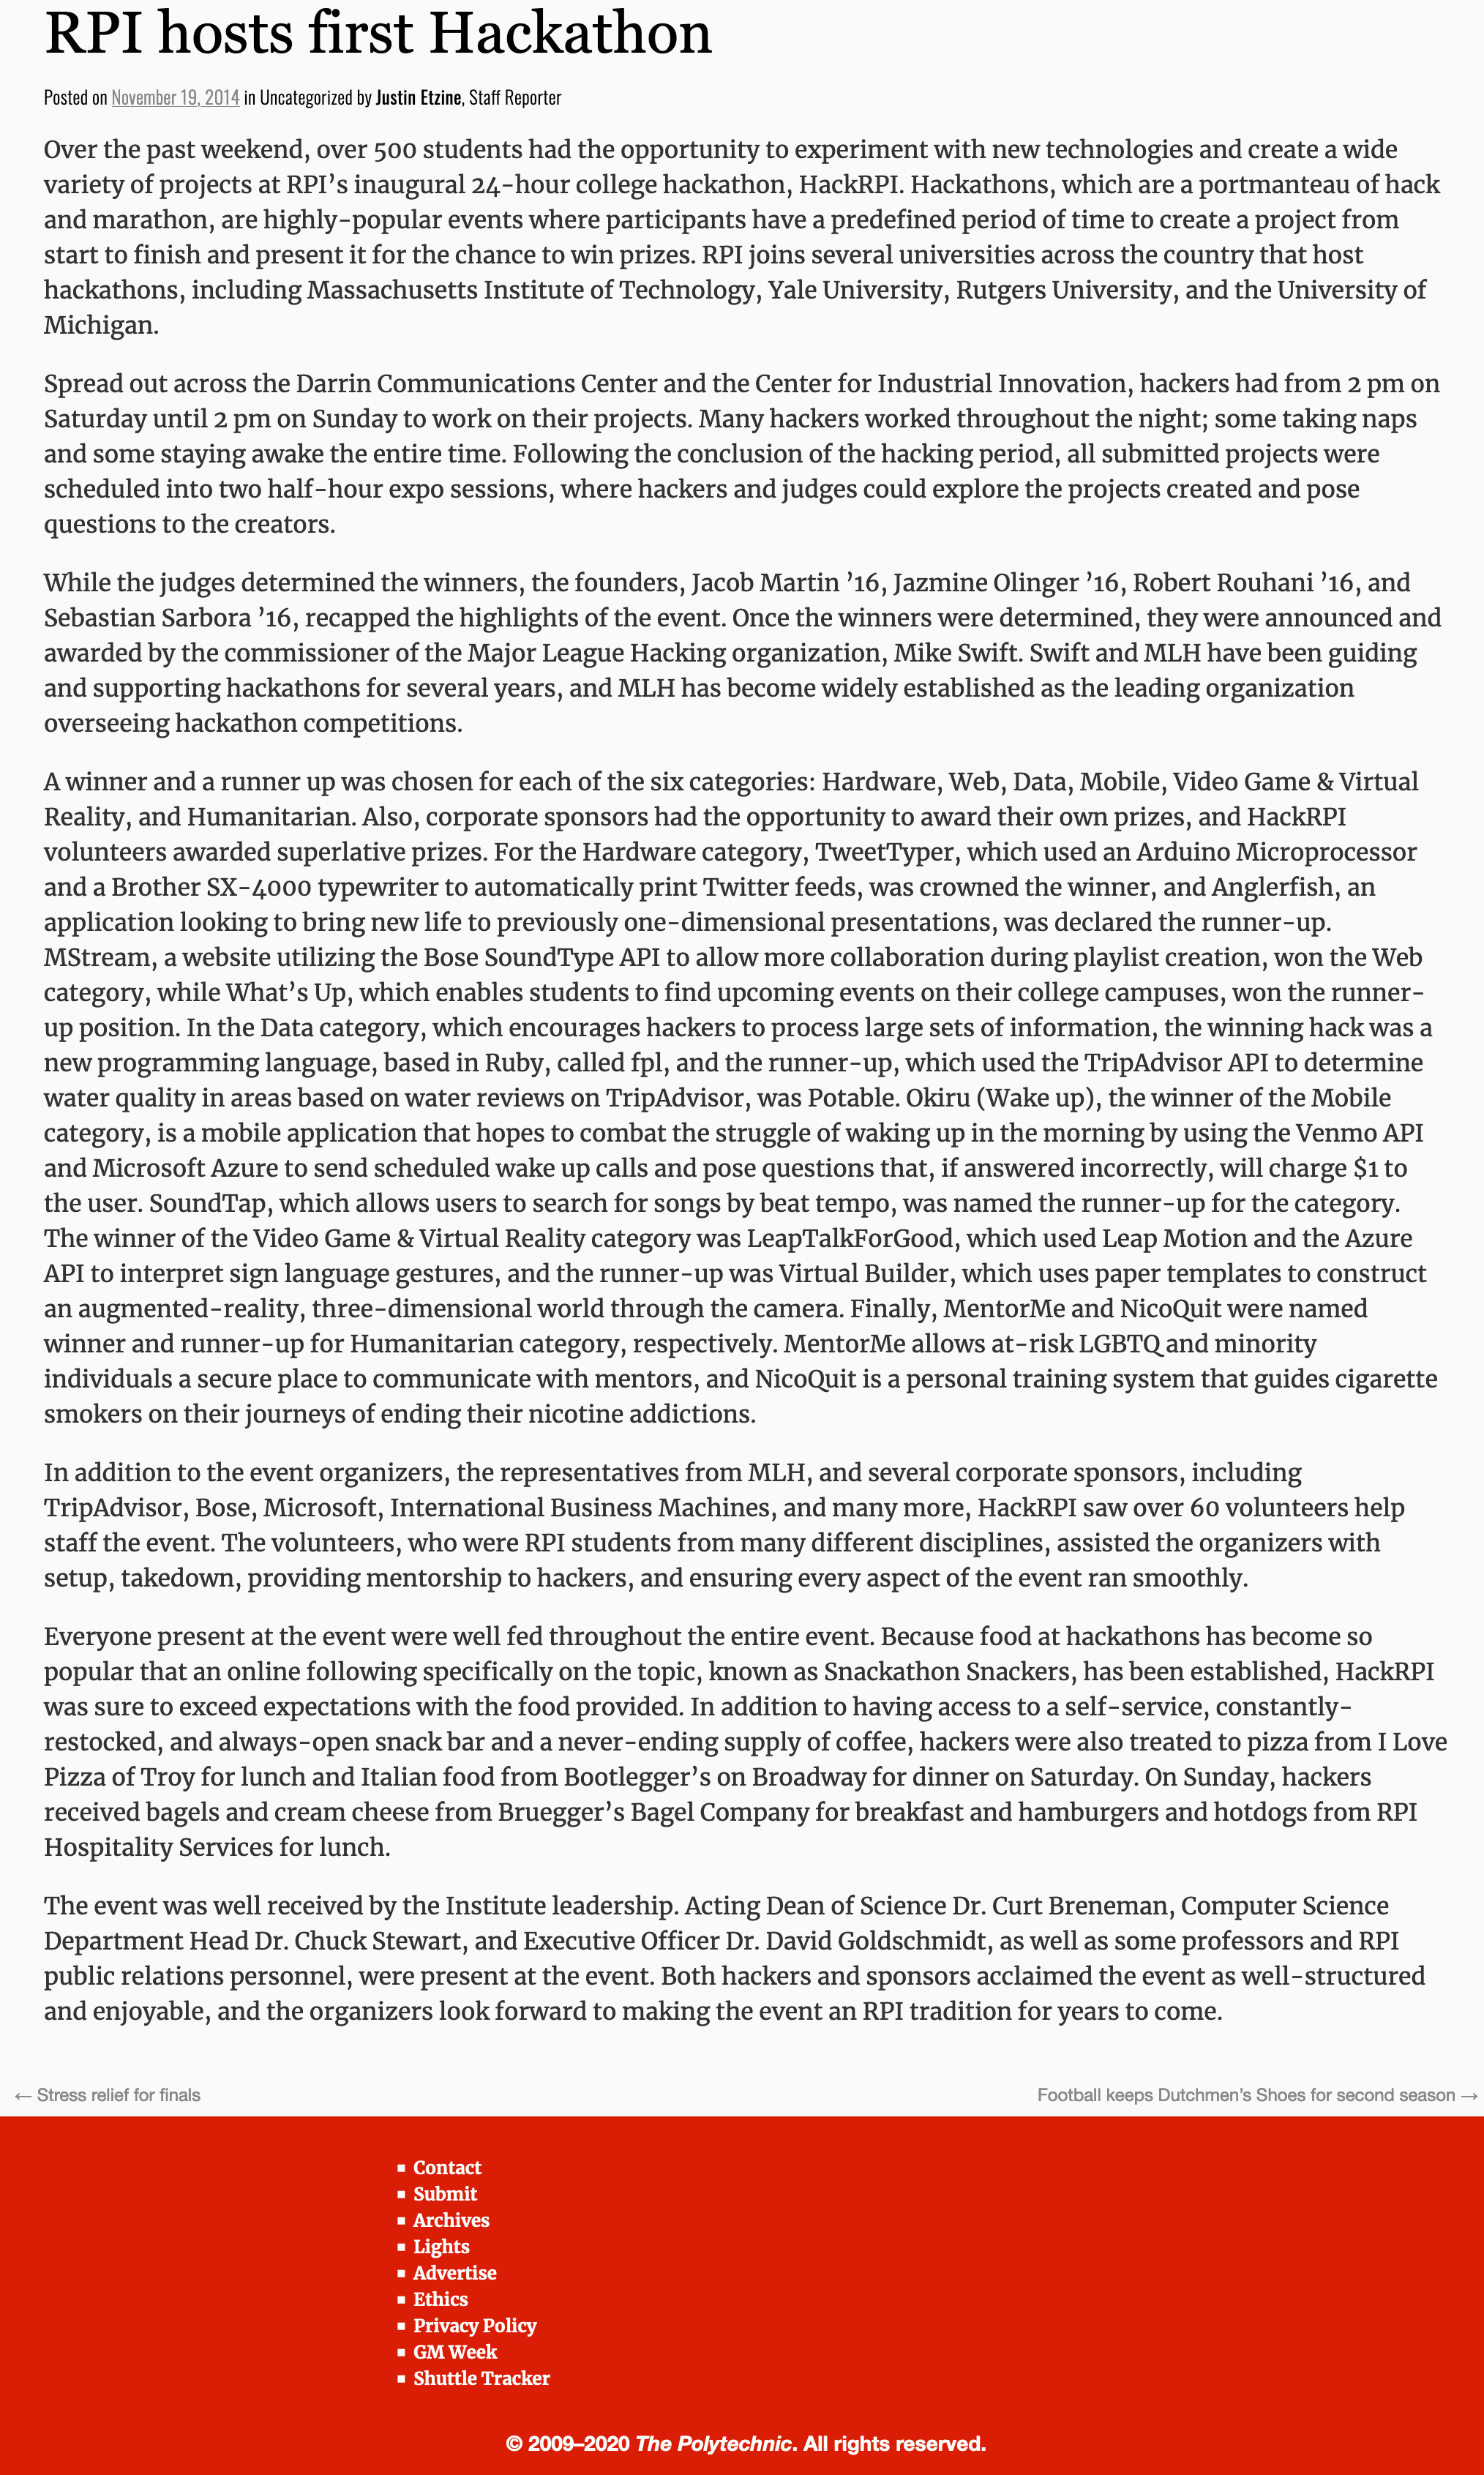 RPI hosts first Hackathon
Posted on November 19, 2014 in Uncategorized by Justin Etzine, Staff Reporter
Over the past weekend, over 500 students had the opportunity to experiment with new technologies and create a wide
variety of projects at RPI’s inaugural 24-hour college hackathon, HackRPI. Hackathons, which are a portmanteau of hack
and marathon, are highly-popular events where participants have a predefined period of time to create a project from
start to finish and present it for the chance to win prizes. RPI joins several universities across the country that host
hackathons, including Massachusetts Institute of Technology, Yale University, Rutgers University, and the University of
Michigan.
Spread out across the Darrin Communications Center and the Center for Industrial Innovation, hackers had from 2 pm on
Saturday until 2 pm on Sunday to work on their projects. Many hackers worked throughout the night; some taking naps
and some staying awake the entire time. Following the conclusion of the hacking period, all submitted projects were
scheduled into two half-hour expo sessions, where hackers and judges could explore the projects created and pose
questions to the creators.
While the judges determined the winners, the founders, Jacob Martin ’16, Jazmine Olinger ’16, Robert Rouhani ’16, and
Sebastian Sarbora ’16, recapped the highlights of the event. Once the winners were determined, they were announced and
awarded by the commissioner of the Major League Hacking organization, Mike Swift. Swift and MLH have been guiding
and supporting hackathons for several years, and MLH has become widely established as the leading organization
overseeing hackathon competitions.
A winner and a runner up was chosen for each of the six categories: Hardware, Web, Data, Mobile, Video Game & Virtual
Reality, and Humanitarian. Also, corporate sponsors had the opportunity to award their own prizes, and HackRPI
volunteers awarded superlative prizes. For the Hardware category, TweetTyper, which used an Arduino Microprocessor
and a Brother SX-4000 typewriter to automatically print Twitter feeds, was crowned the winner, and Anglerfish, an
application looking to bring new life to previously one-dimensional presentations, was declared the runner-up.
MStream, a website utilizing the Bose SoundType API to allow more collaboration during playlist creation, won the Web
category, while What’s Up, which enables students to find upcoming events on their college campuses, won the runner-
up position. In the Data category, which encourages hackers to process large sets of information, the winning hack was a
new programming language, based in Ruby, called fpl, and the runner-up, which used the TripAdvisor API to determine
water quality in areas based on water reviews on TripAdvisor, was Potable. Okiru (Wake up), the winner of the Mobile
category, is a mobile application that hopes to combat the struggle of waking up in the morning by using the Venmo API
and Microsoft Azure to send scheduled wake up calls and pose questions that, if answered incorrectly, will charge $1 to
the user. SoundTap, which allows users to search for songs by beat tempo, was named the runner-up for the category.
The winner of the Video Game & Virtual Reality category was LeapTalkForGood, which used Leap Motion and the Azure
API to interpret sign language gestures, and the runner-up was Virtual Builder, which uses paper templates to construct
an augmented-reality, three-dimensional world through the camera. Finally, MentorMe and NicoQuit were named
winner and runner-up for Humanitarian category, respectively. MentorMe allows at-risk LGBTQ and minority
individuals a secure place to communicate with mentors, and NicoQuit is a personal training system that guides cigarette
smokers on their journeys of ending their nicotine addictions.
In addition to the event organizers, the representatives from MLH, and several corporate sponsors, including
TripAdvisor, Bose, Microsoft, International Business Machines, and many more, HackRPI saw over 60 volunteers help
staff the event. The volunteers, who were RPI students from many different disciplines, assisted the organizers with
setup, takedown, providing mentorship to hackers, and ensuring every aspect of the event ran smoothly.
Everyone present at the event were well fed throughout the entire event. Because food at hackathons has become so
popular that an online following specifically on the topic, known as Snackathon Snackers, has been established, HackRPI
was sure to exceed expectations with the food provided. In addition to having access to a self-service, constantly-
restocked, and always-open snack bar and a never-ending supply of coffee, hackers were also treated to pizza from I Love
Pizza of Troy for lunch and Italian food from Bootlegger’s on Broadway for dinner on Saturday. On Sunday, hackers
received bagels and cream cheese from Bruegger’s Bagel Company for breakfast and hamburgers and hotdogs from RPI
Hospitality Services for lunch.
The event was well received by the Institute leadership. Acting Dean of Science Dr. Curt Breneman, Computer Science
Department Head Dr. Chuck Stewart, and Executive Officer Dr. David Goldschmidt, as well as some professors and RPI
public relations personnel, were present at the event. Both hackers and sponsors acclaimed the event as well-structured
and enjoyable, and the organizers look forward to making the event an RPI tradition for years to come.
← Stress relief for finals
Football keeps Dutchmen’s Shoes for second season →
▪ Contact
▪ Submit
▪ Archives
▪ Lights
▪ Advertise
▪ Ethics
▪ Privacy Policy
▪ GM Week
▪ Shuttle Tracker
© 2009–2020 The Polytechnic. All rights reserved.